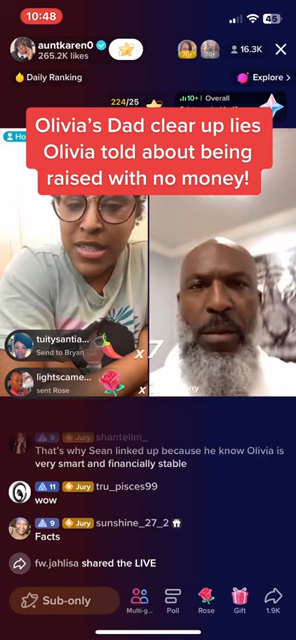 10:48
45
auntkaren0
265.2K likes
16.3K
Daily Ranking
Explore >
224/25
10+ | Overall
Olivia's Dad clear up lies
Olivia told about being
raised with no money!
Ho
tuitysantia...
Send to Bryan
x7
lightscame...
sent Rose
x
9 Jury shantelim_
That's why Sean linked up because he know Olivia is
very smart and financially stable
11 Jury tru_pisces99
wow
9 Jury sunshine_27_2
Facts
fw.jahlisa shared the LIVE
Sub-only
Multi-g...
Poll
Rose
Gift
1.9K